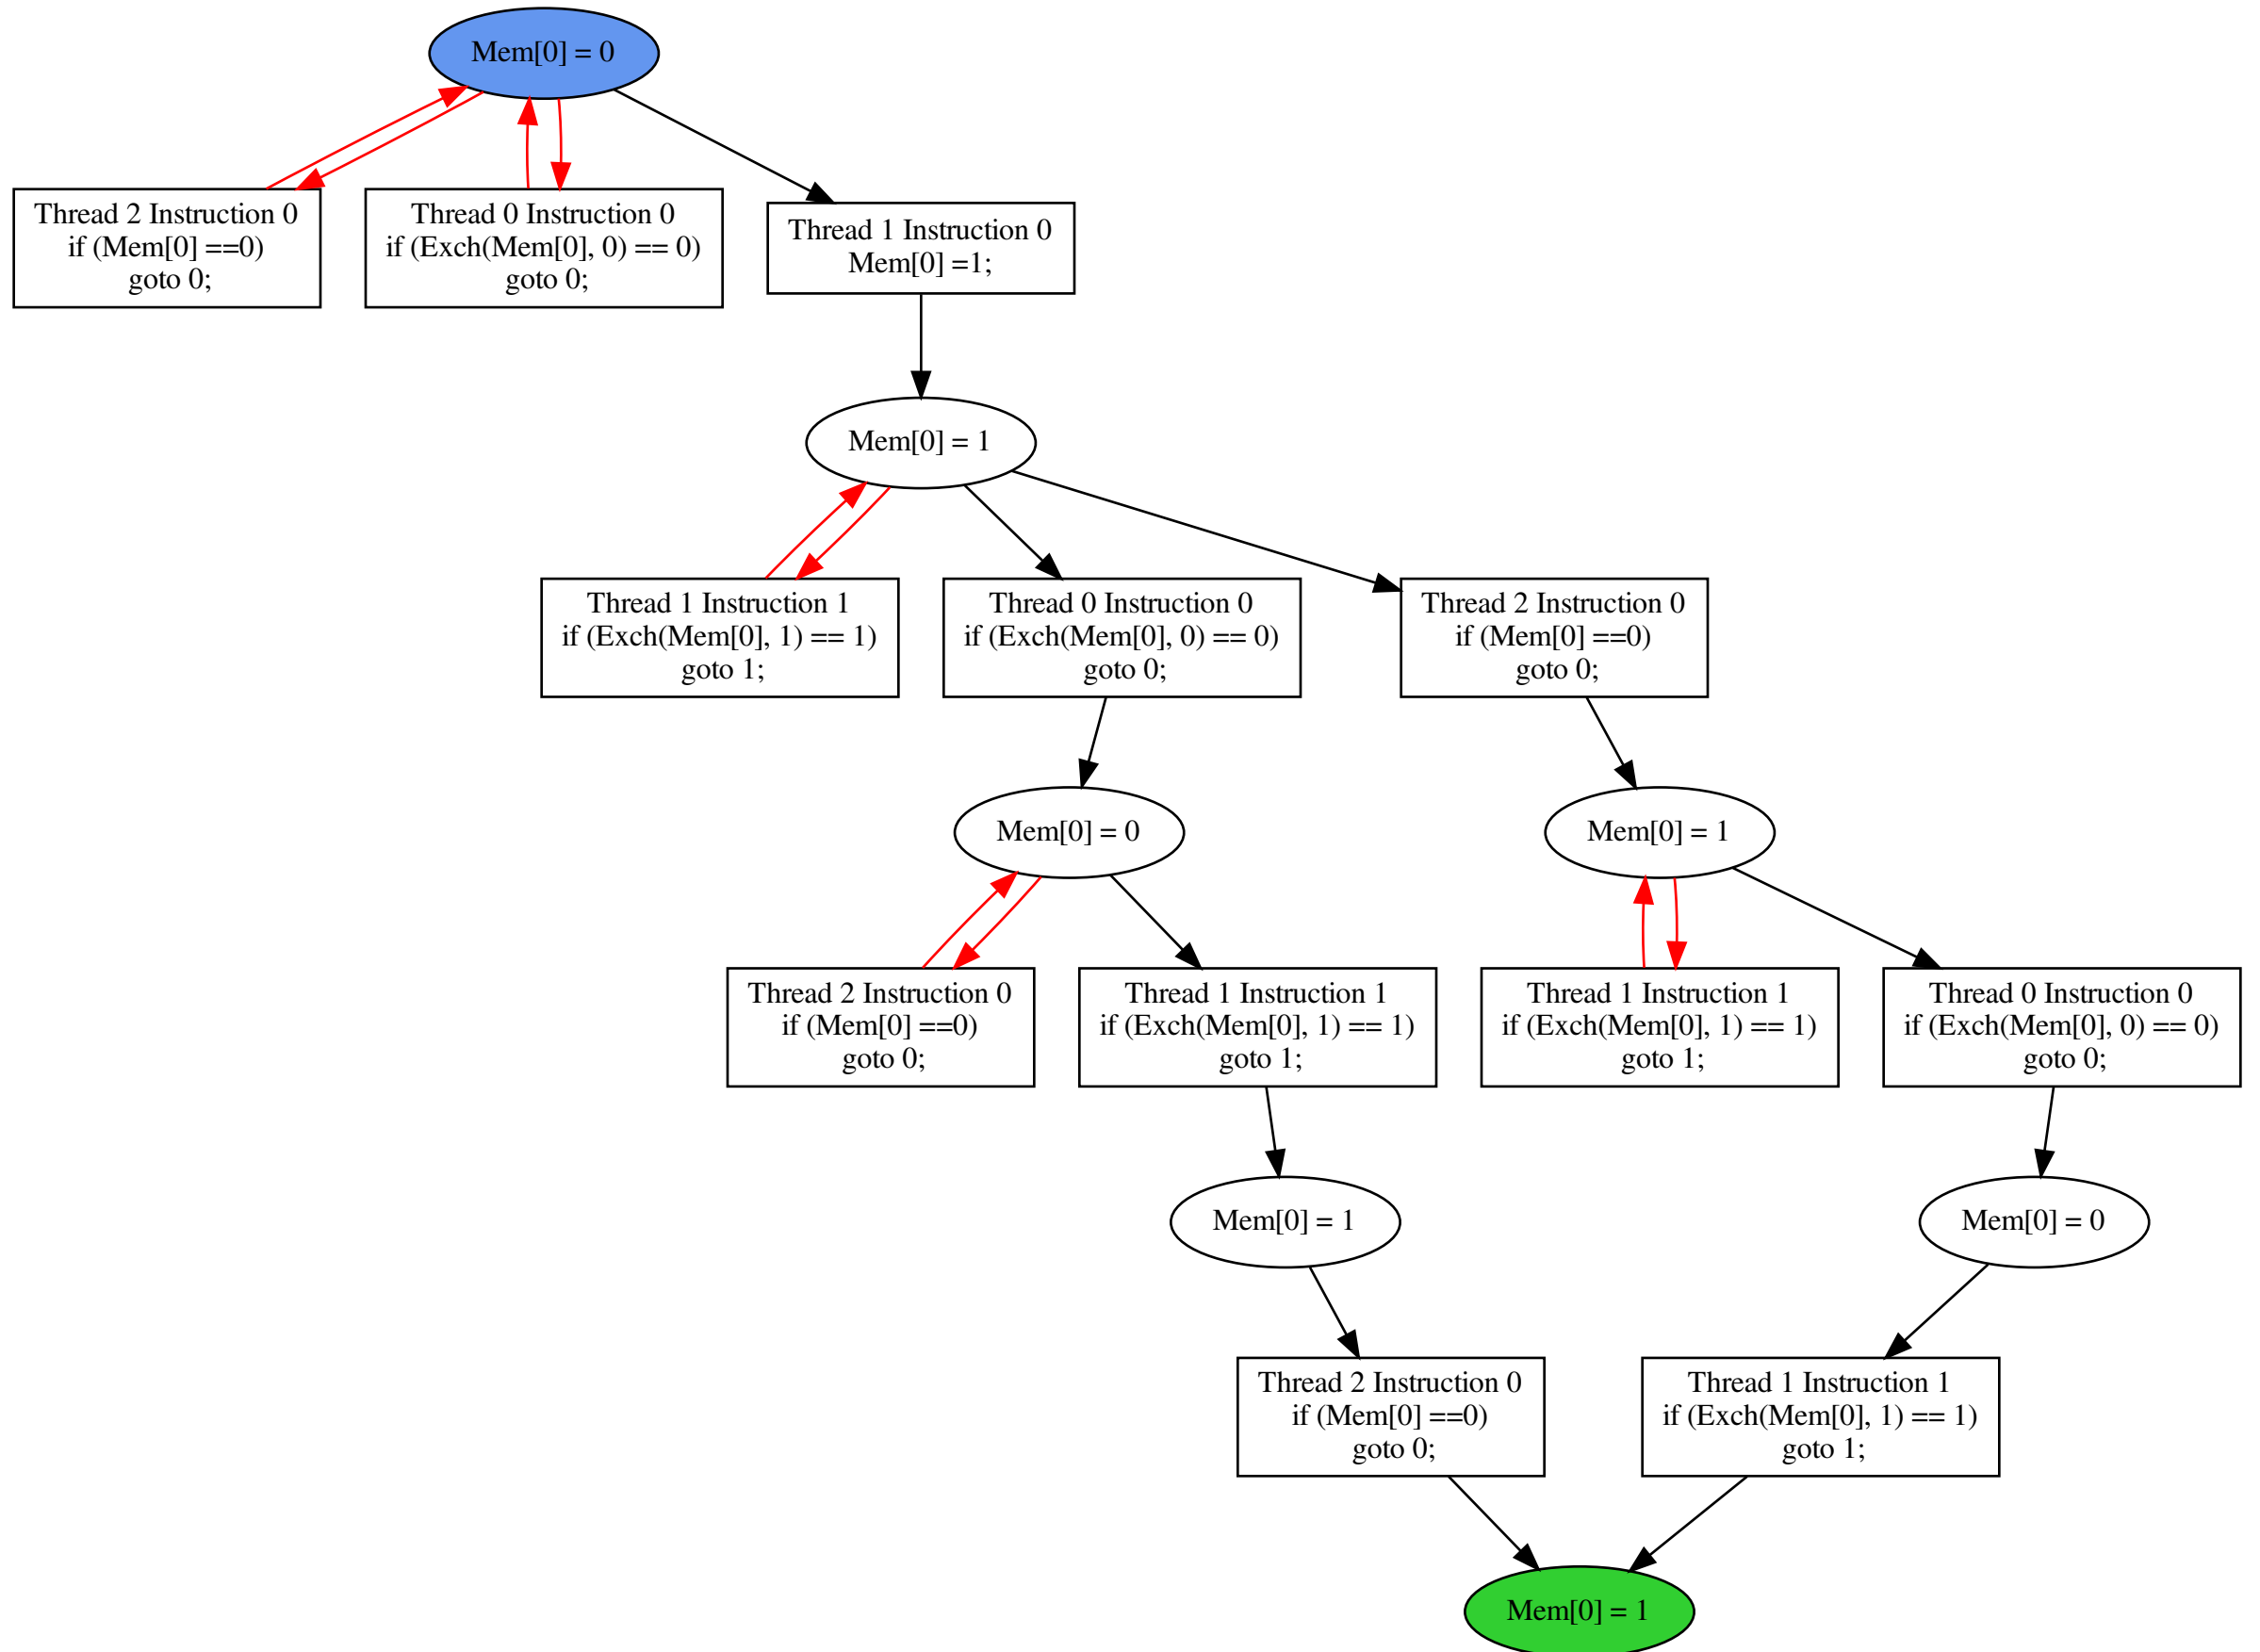 Mem[0] = 0
Thread 2 Instruction 0
if (Mem[0] ==0)
goto 0;
Thread 0 Instruction 0
if (Exch(Mem[0], 0) == 0)
goto 0;
Thread 1 Instruction 0
Mem[0] =1;
Mem[0] = 1
Thread 1 Instruction 1
if (Exch(Mem[0], 1) == 1)
goto 1;
Thread 0 Instruction 0
if (Exch(Mem[0], 0) == 0)
goto 0;
Thread 2 Instruction 0
if (Mem[0] ==0)
goto 0;
Mem[0] = 0
Mem[0] = 1
Thread 2 Instruction 0
if (Mem[0] ==0)
goto 0;
Thread 1 Instruction 1
if (Exch(Mem[0], 1) == 1)
goto 1;
Thread 1 Instruction 1
if (Exch(Mem[0], 1) == 1)
goto 1;
Thread 0 Instruction 0
if (Exch(Mem[0], 0) == 0)
goto 0;
Mem[0] = 1
Mem[0] = 0
Thread 2 Instruction 0
if (Mem[0] ==0)
goto 0;
Thread 1 Instruction 1
if (Exch(Mem[0], 1) == 1)
goto 1;
Mem[0] = 1